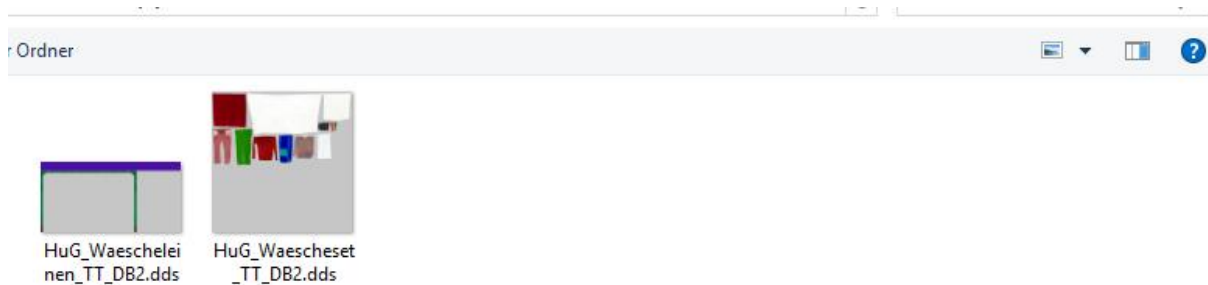 r Ordner
?
HuG_Waeschelei
nen_TT_DB2.dds
HuG_Waescheset
_TT_DB2.dds